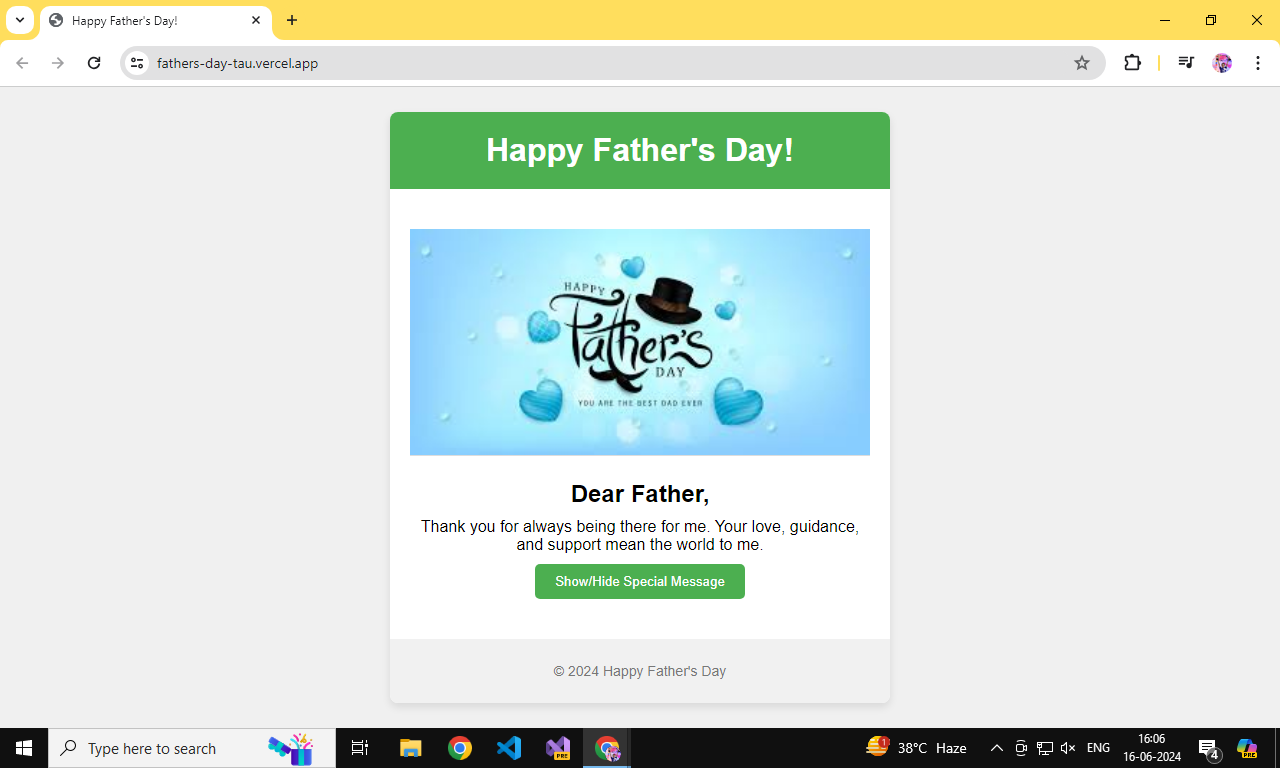 Happy Father's Day!
fathers-day-tau.vercel.app
Happy Father's Day!
HAPPY
Father's
DAY
YOU ARE THE BEST DAD EVER
Dear Father,
Thank you for always being there for me. Your love, guidance,
and support mean the world to me.
Show/Hide Special Message
© 2024 Happy Father's Day
Type here to search
PRE
1
38°C Haze
ENG
16:06
16-06-2024
4
PRE